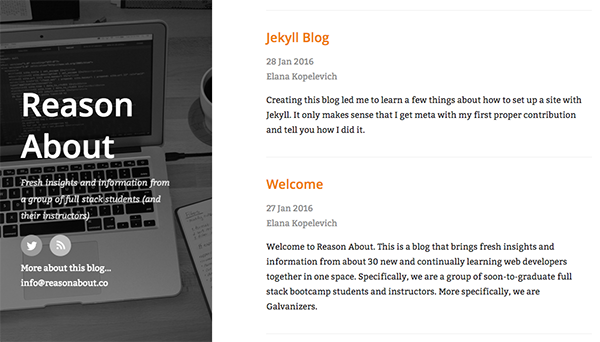 Reason
About
Fresh insights and information from
a group of full stack students (and
their instructors)
More about this blog...
info@reasonabout.co
Jekyll Blog
28 Jan 2016
Elana Kopelevich
Creating this blog led me to learn a few things about how to set up a site with
Jekyll. It only makes sense that I get meta with my first proper contribution
and tell you how I did it.
Welcome
27 Jan 2016
Elana Kopelevich
Welcome to Reason About. This is a blog that brings fresh insights and
information from about 30 new and continually learning web developers
together in one space. Specifically, we are a group of soon-to-graduate full
stack bootcamp students and instructors. More specifically, we are
Galvanizers.